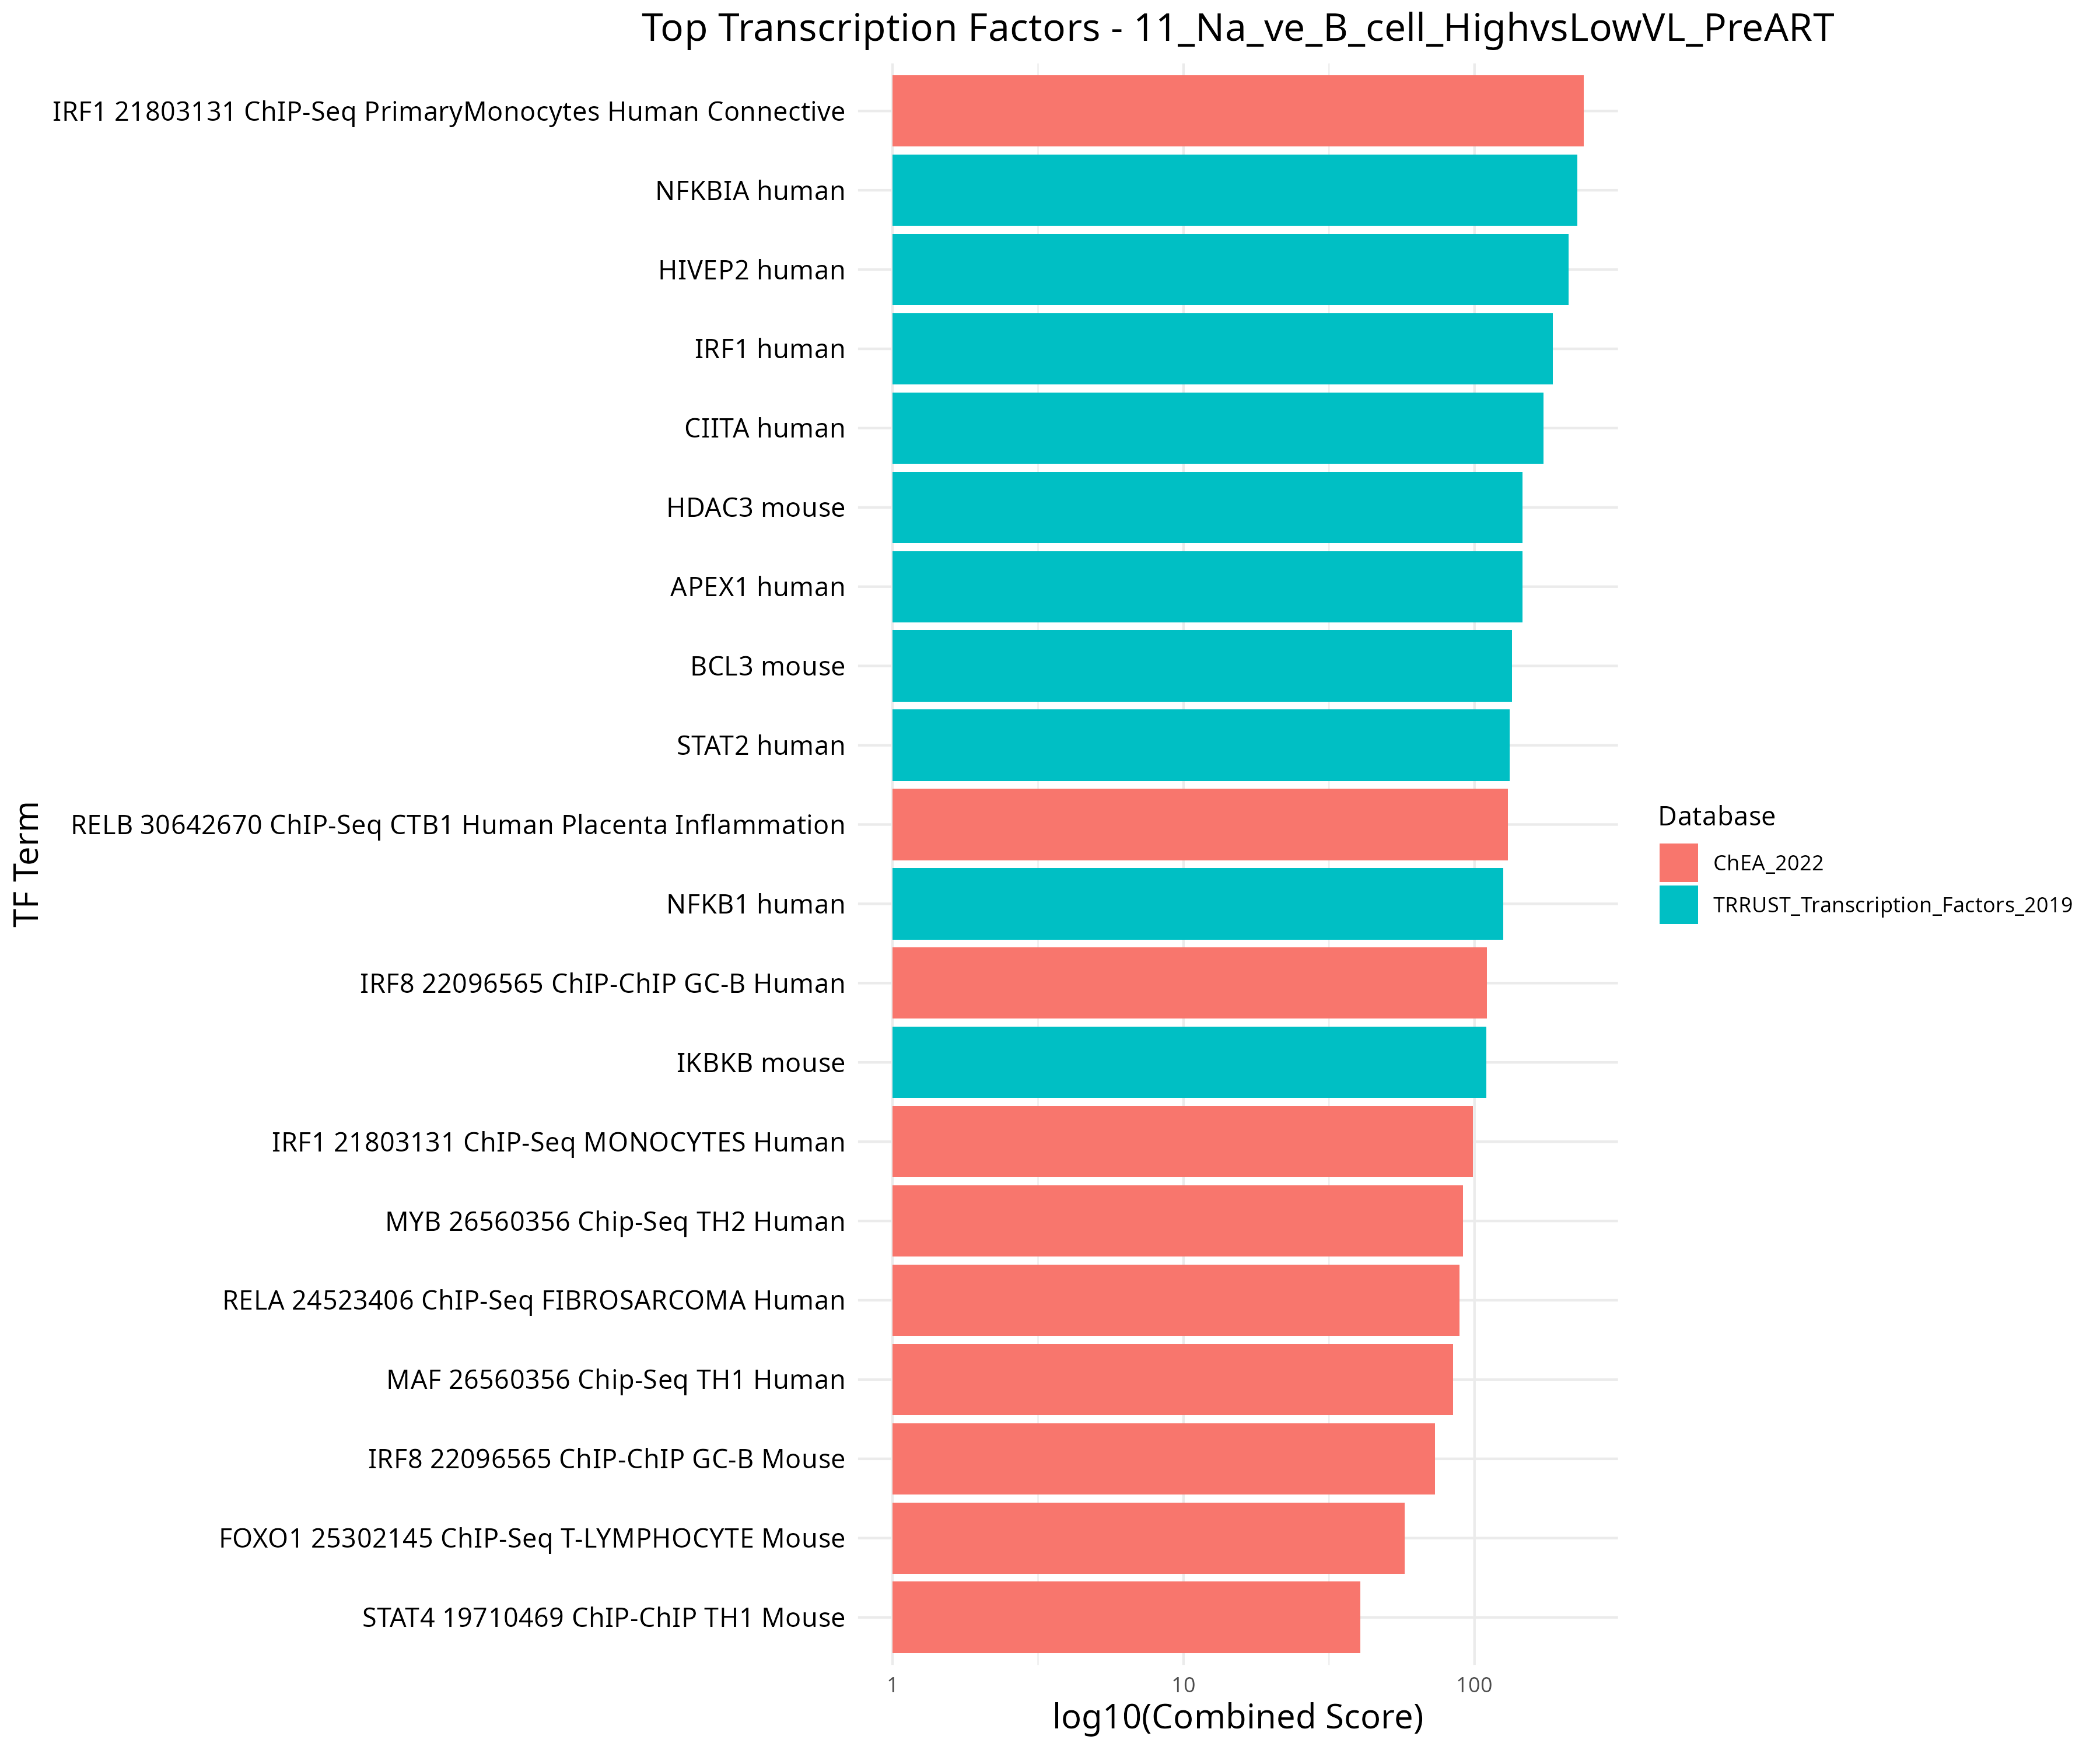 Top Transcription Factors - 11_Na_ve_B_cell_HighvsLowVL_PreART
IRF1 21803131 ChIP-Seq PrimaryMonocytes Human Connective
NFKBIA human
HIVEP2 human
IRF1 human
CIITA human
HDAC3 mouse
APEX1 human
BCL3 mouse
STAT2 human
RELB 30642670 ChIP-Seq CTB1 Human Placenta Inflammation
NFKB1 human
IRF8 22096565 ChIP-ChIP GC-B Human
IKBKB mouse
IRF1 21803131 ChIP-Seq MONOCYTES Human
MYB 26560356 Chip-Seq TH2 Human
RELA 24523406 ChIP-Seq FIBROSARCOMA Human
MAF 26560356 Chip-Seq TH1 Human
IRF8 22096565 ChIP-ChIP GC-B Mouse
FOXO1 25302145 ChIP-Seq T-LYMPHOCYTE Mouse
STAT4 19710469 ChIP-ChIP TH1 Mouse
TF Term
1 10 100
log10(Combined Score)
Database
ChEA_2022
TRRUST_Transcription_Factors_2019